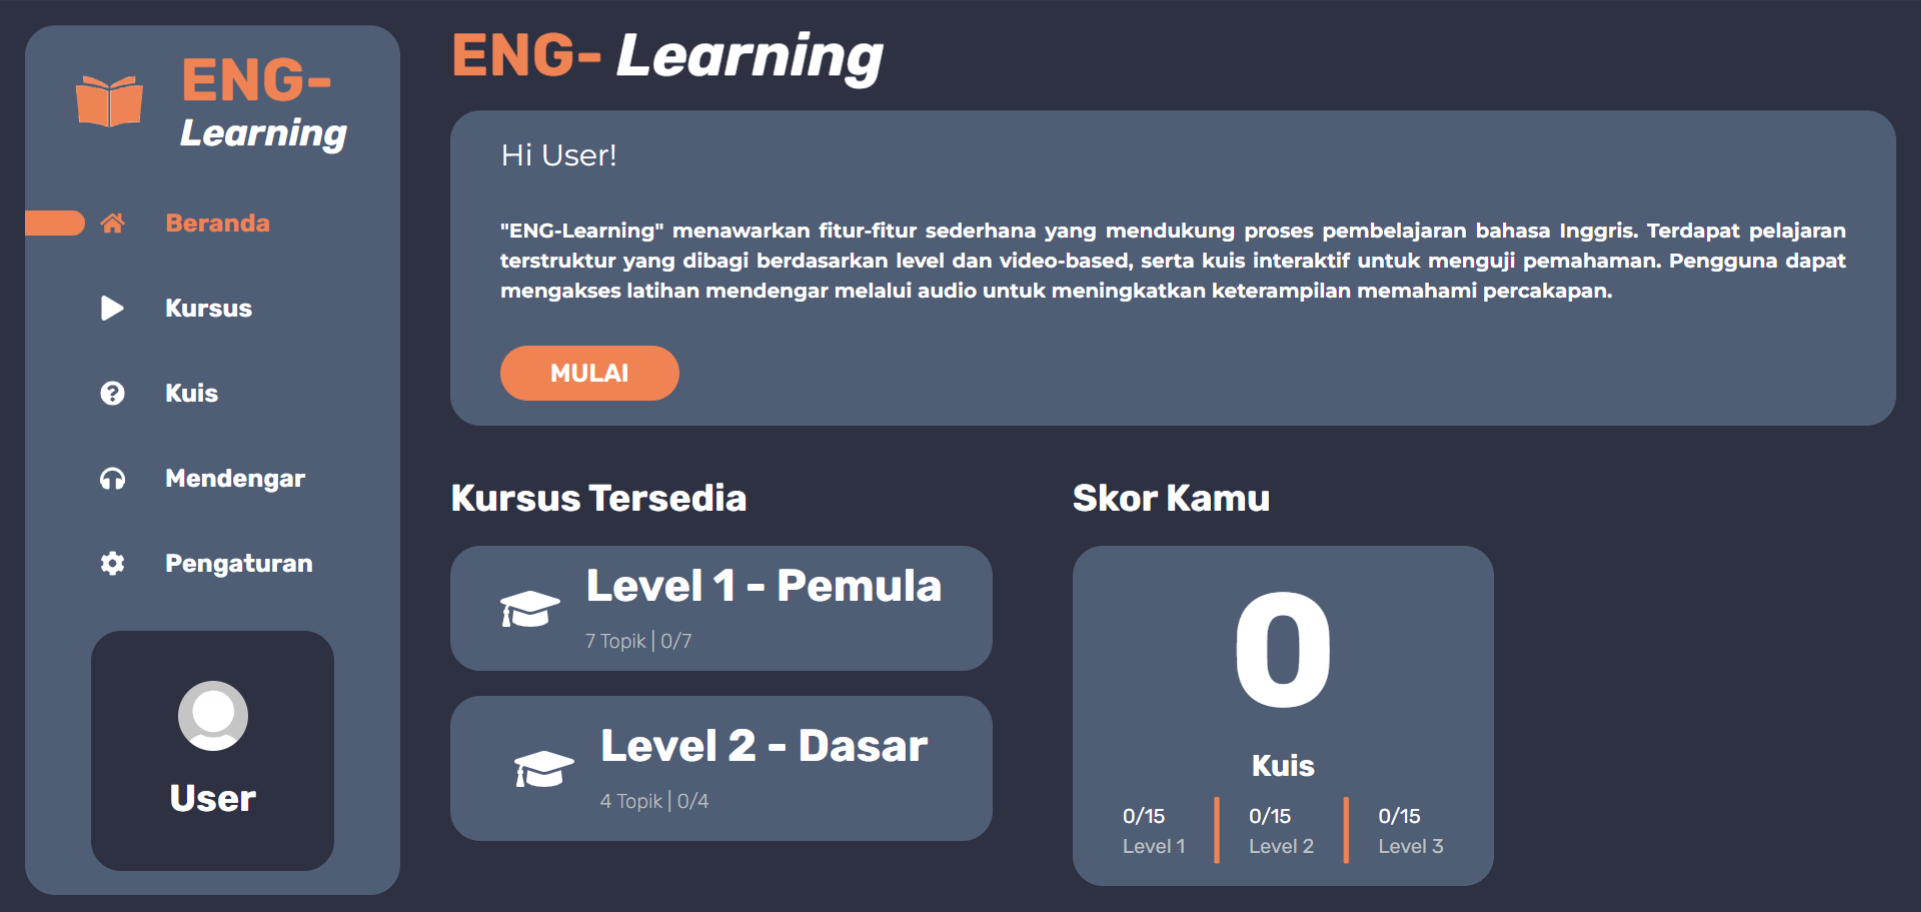 ENG-
Learning
Beranda
Kursus
Kuis
Mendengar
Pengaturan
User
ENG- Learning
Hi User!
"ENG-Learning" menawarkan fitur-fitur sederhana yang mendukung proses pembelajaran bahasa Inggris. Terdapat pelajaran
terstruktur yang dibagi berdasarkan level dan video-based, serta kuis interaktif untuk menguji pemahaman. Pengguna dapat
mengakses latihan mendengar melalui audio untuk meningkatkan keterampilan memahami percakapan.
MULAI
Kursus Tersedia
Level 1 - Pemula
7 Topik | 0/7
Level 2 - Dasar
4 Topik | 0/4
Skor Kamu
0
Kuis
0/15 0/15 0/15
Level 1 Level 2 Level 3